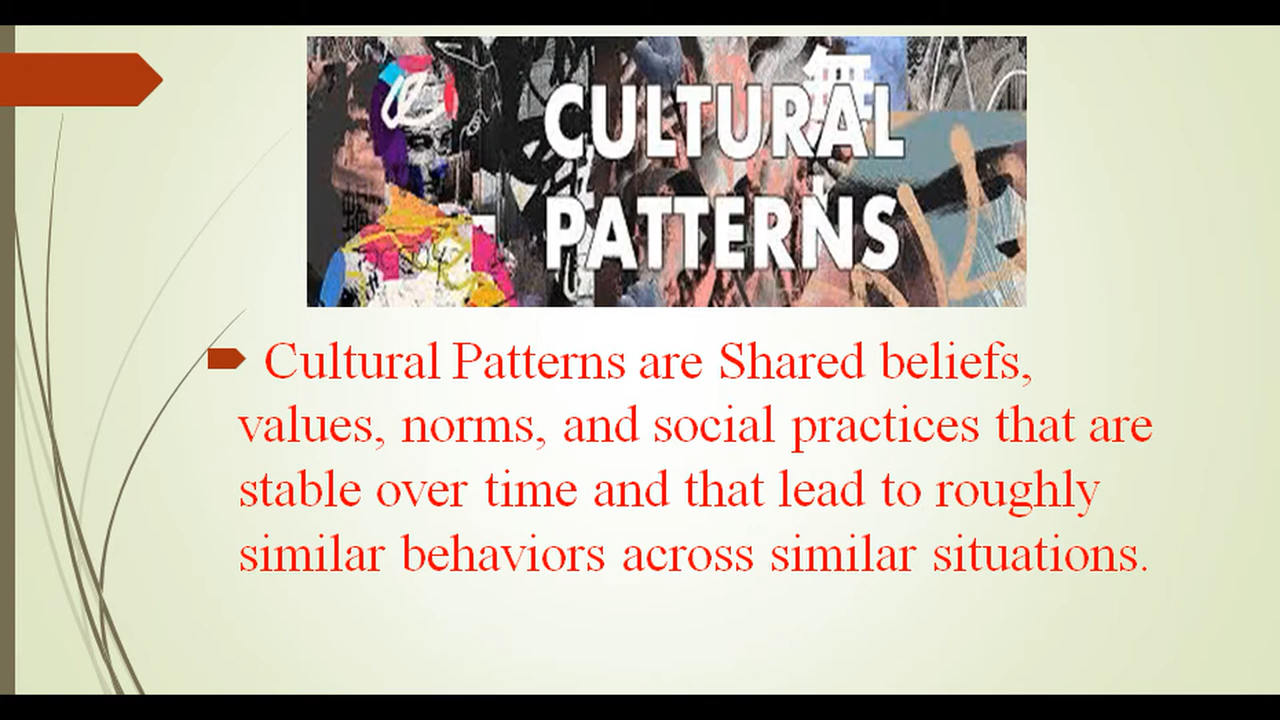 無
CULTURAL
PATTERNS
Cultural Patterns are Shared beliefs,
values, norms, and social practices that are
stable over time and that lead to roughly
similar behaviors across similar situations.